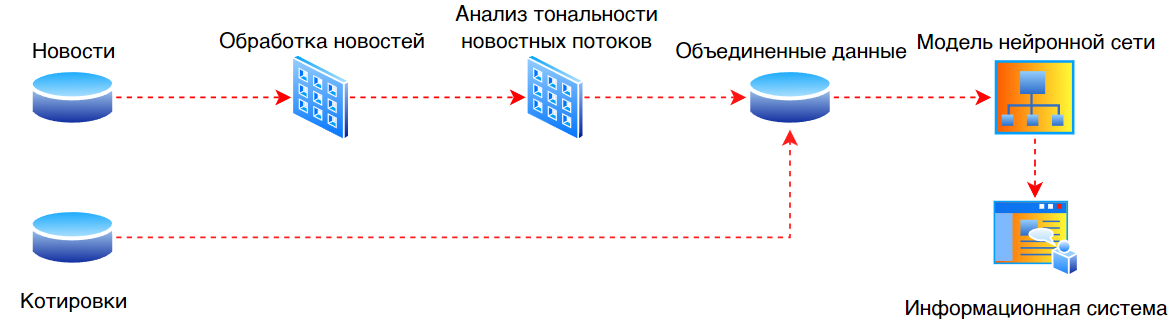 Новости
Обработка новостей
Анализ тональности
новостных потоков
Объединенные данные
Модель нейронной сети
Котировки
Информационная система